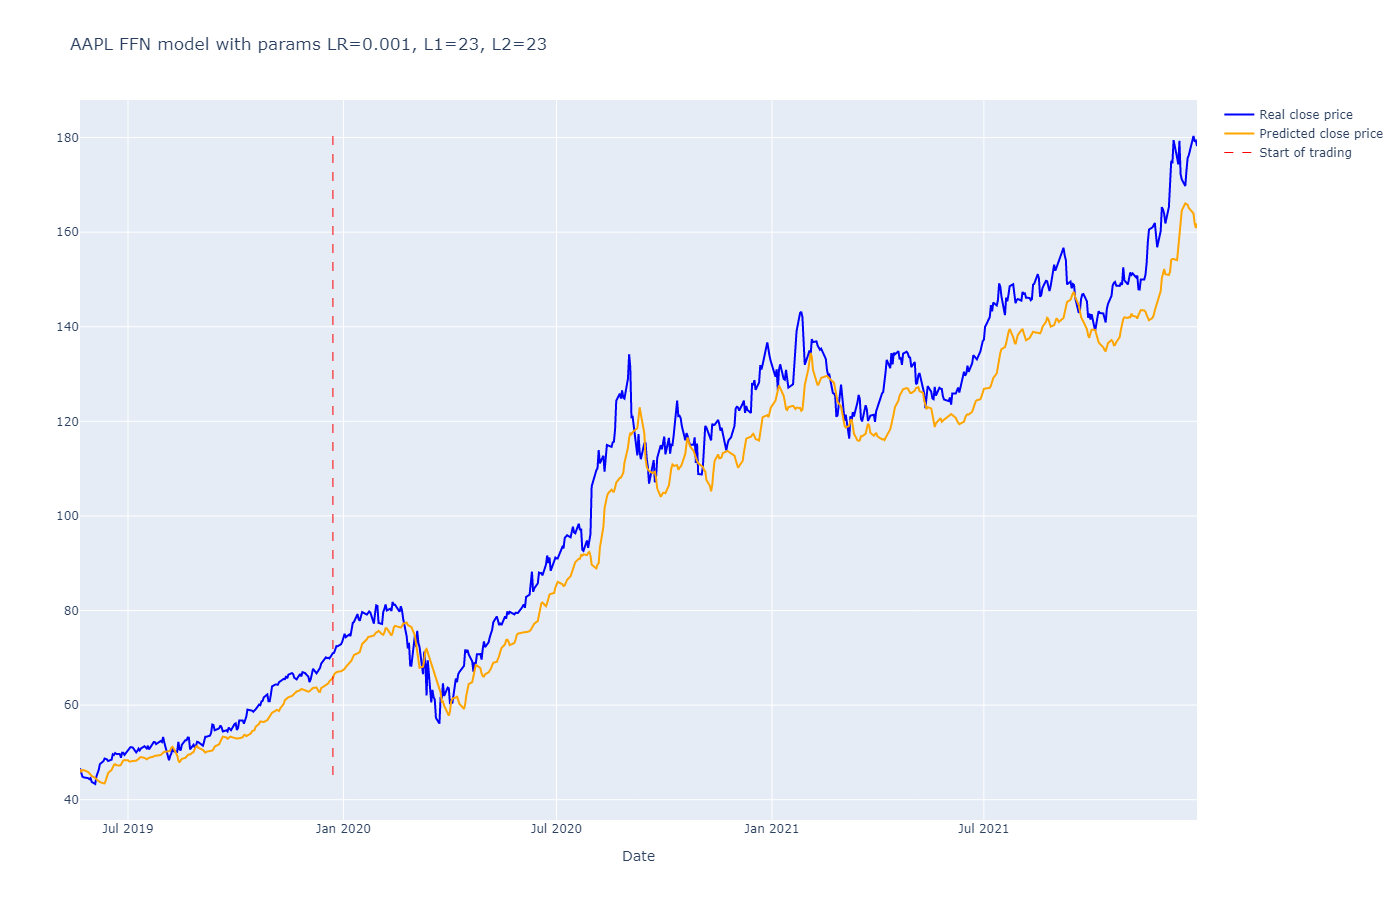 AAPL FFN model with params LR=0.001, L1=23, L2=23
Real close price
Predicted close price
Start of trading
180
160
140
120
100
80
60
40
Jul 2019
Jan 2020
Jul 2020
Jan 2021
Jul 2021
Date